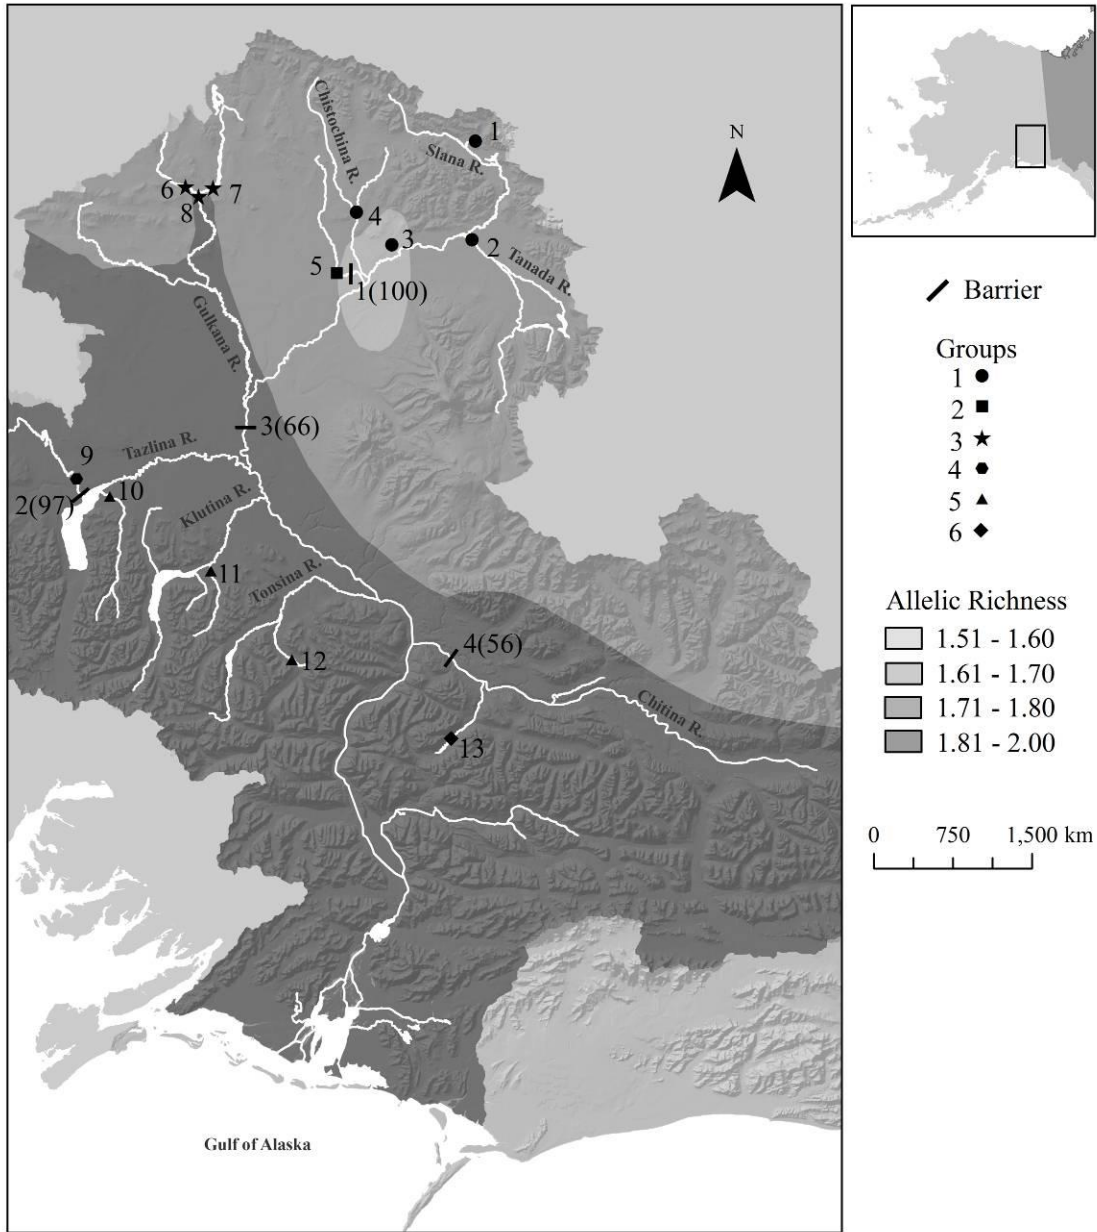 Chistochina R.
Slana R.
1
N
6
7
8
4
3
2
Tanada R.
5
1(100)
Gulkana R.
3(66)
Tazlina R.
9
2(97)
10
Klutina R.
11
Tonsina R.
4(56)
12
Chitina R.
13
Gulf of Alaska
Barrier
Groups
1
2
3
4
5
6
Allelic Richness
1.51 - 1.60
1.61 - 1.70
1.71 - 1.80
1.81 - 2.00
0 750 1,500 km